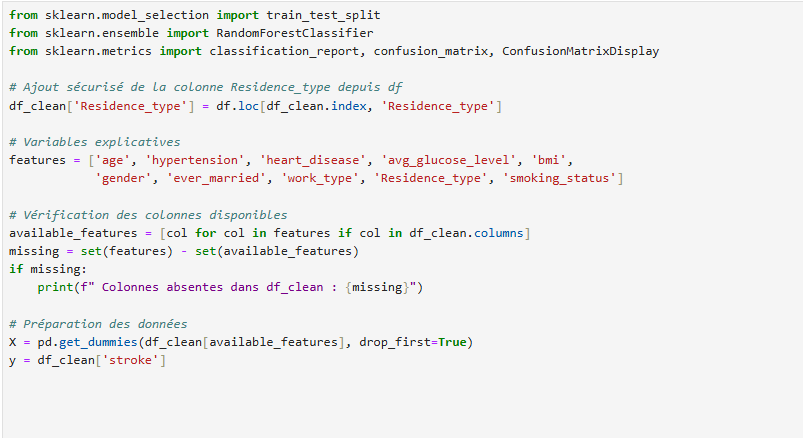 from sklearn.model_selection import train_test_split
from sklearn.ensemble import RandomForestClassifier
from sklearn.metrics import classification_report, confusion_matrix, ConfusionMatrixDisplay
# Ajout sécurisé de la colonne Residence_type depuis df
df_clean['Residence_type'] = df.loc[df_clean.index, 'Residence_type']
# Variables explicatives
features = ['age', 'hypertension', 'heart_disease', 'avg_glucose_level', 'bmi',
            'gender', 'ever_married', 'work_type', 'Residence_type', 'smoking_status']
# Vérification des colonnes disponibles
available_features = [col for col in features if col in df_clean.columns]
missing = set(features) - set(available_features)
if missing:
    print(f" Colonnes absentes dans df_clean : {missing}")
# Préparation des données
X = pd.get_dummies(df_clean[available_features], drop_first=True)
y = df_clean['stroke']